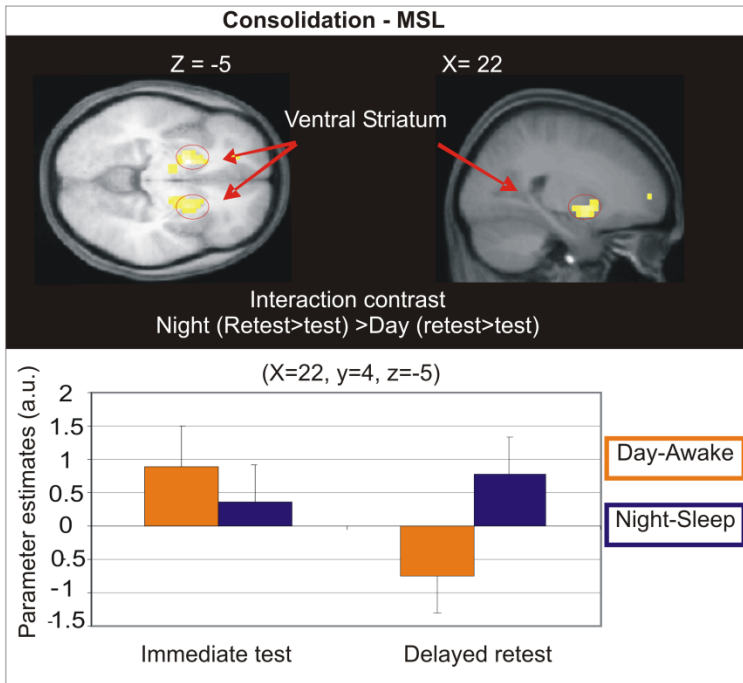 Consolidation - MSL
Z = -5
X= 22
Ventral Striatum
Interaction contrast
Night (Retest>test) >Day (retest>test)
(X=22, y=4, z=-5)
Parameter estimates (a.u.)
2
1.5
1
0.5
0
0.5
-1
-1.5
Immediate test
Delayed retest
Day-Awake
Night-Sleep